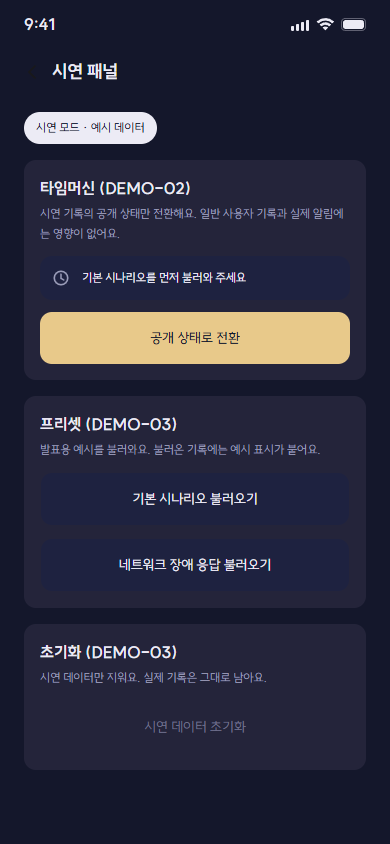 9:41
시연 패널
시연 모드 · 예시 데이터
타임머신 (DEMO-02)
시연 기록의 공개 상태만 전환해요. 일반 사용자 기록과 실제 알림에
는 영향이 없어요.
기본 시나리오를 먼저 불러와 주세요
공개 상태로 전환
프리셋 (DEMO-03)
발표용 예시를 불러와요. 불러온 기록에는 예시 표시가 붙어요.
기본 시나리오 불러오기
네트워크 장애 응답 불러오기
초기화 (DEMO-03)
시연 데이터만 지워요. 실제 기록은 그대로 남아요.
시연 데이터 초기화